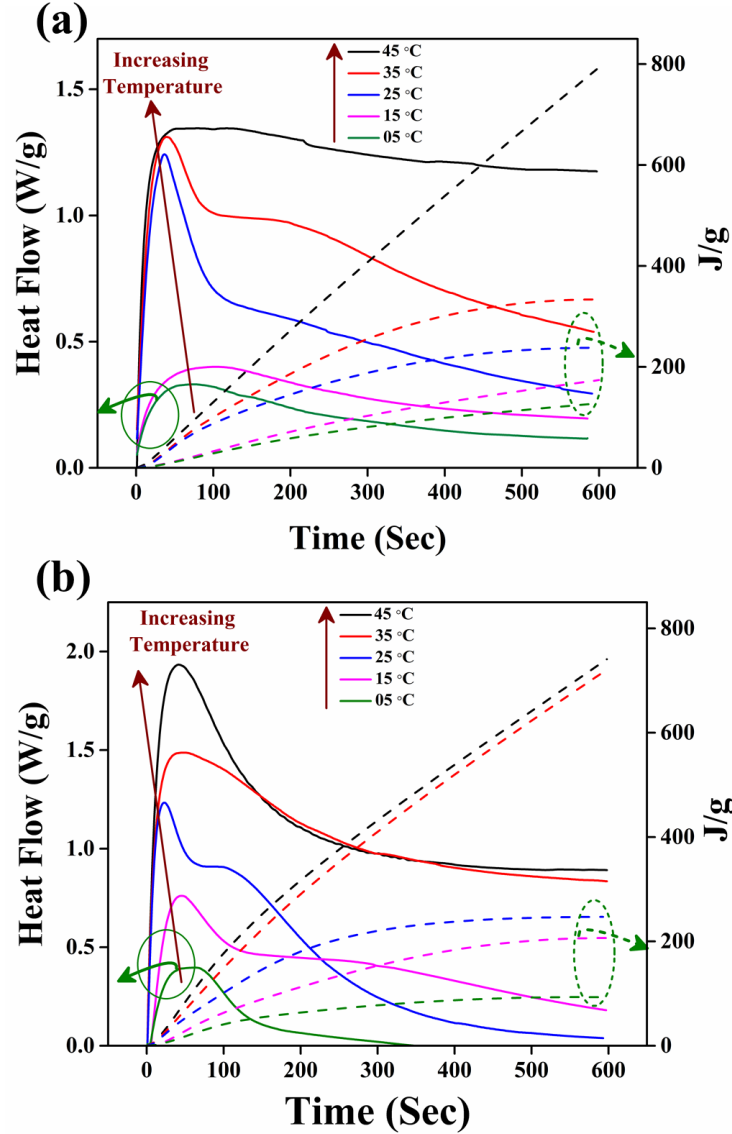 (a)
Increasing
Temperature
45 °C
35 °C
25 °C
15 °C
05 °C
Heat Flow (W/g)
1.5
1.0
0.5
0.0
800
600
400
200
0
J/g
0 100 200 300 400 500 600
Time (Sec)
(b)
Increasing
Temperature
45 °C
35 °C
25 °C
15 °C
05 °C
Heat Flow (W/g)
2.0
1.5
1.0
0.5
0.0
800
600
400
200
0
J/g
0 100 200 300 400 500 600
Time (Sec)